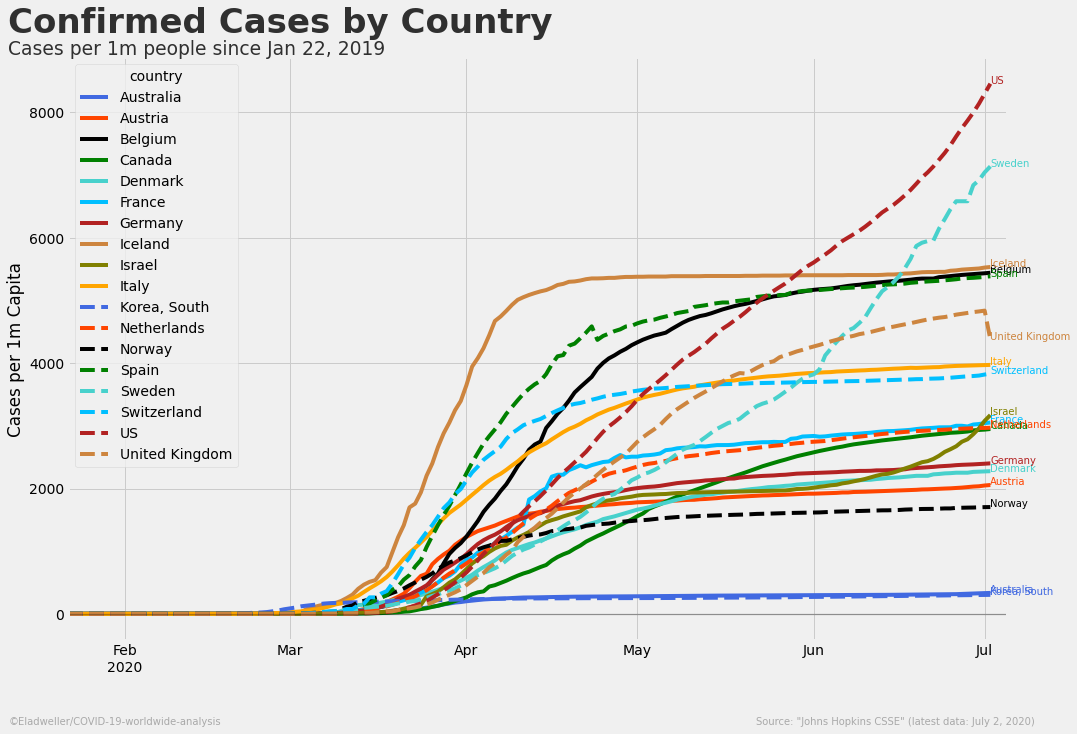 Confirmed Cases by Country
Cases per 1m people since Jan 22, 2019
country
Australia
Austria
Belgium
Canada
Denmark
France
Germany
Iceland
Israel
Italy
Korea, South
Netherlands
Norway
Spain
Sweden
Switzerland
US
United Kingdom
Cases per 1m Capita
8000
6000
4000
2000
0
US
Sweden
Iceland
Belgium
Spain
United Kingdom
Italy
Switzerland
Israel
France
Netherlands
Canada
Germany
Denmark
Austria
Norway
Australia
Korea, South
Feb Mar Apr May Jun Jul
2020
©Eladweller/COVID-19-worldwide-analysis
Source: "Johns Hopkins CSSE" (latest data: July 2, 2020)